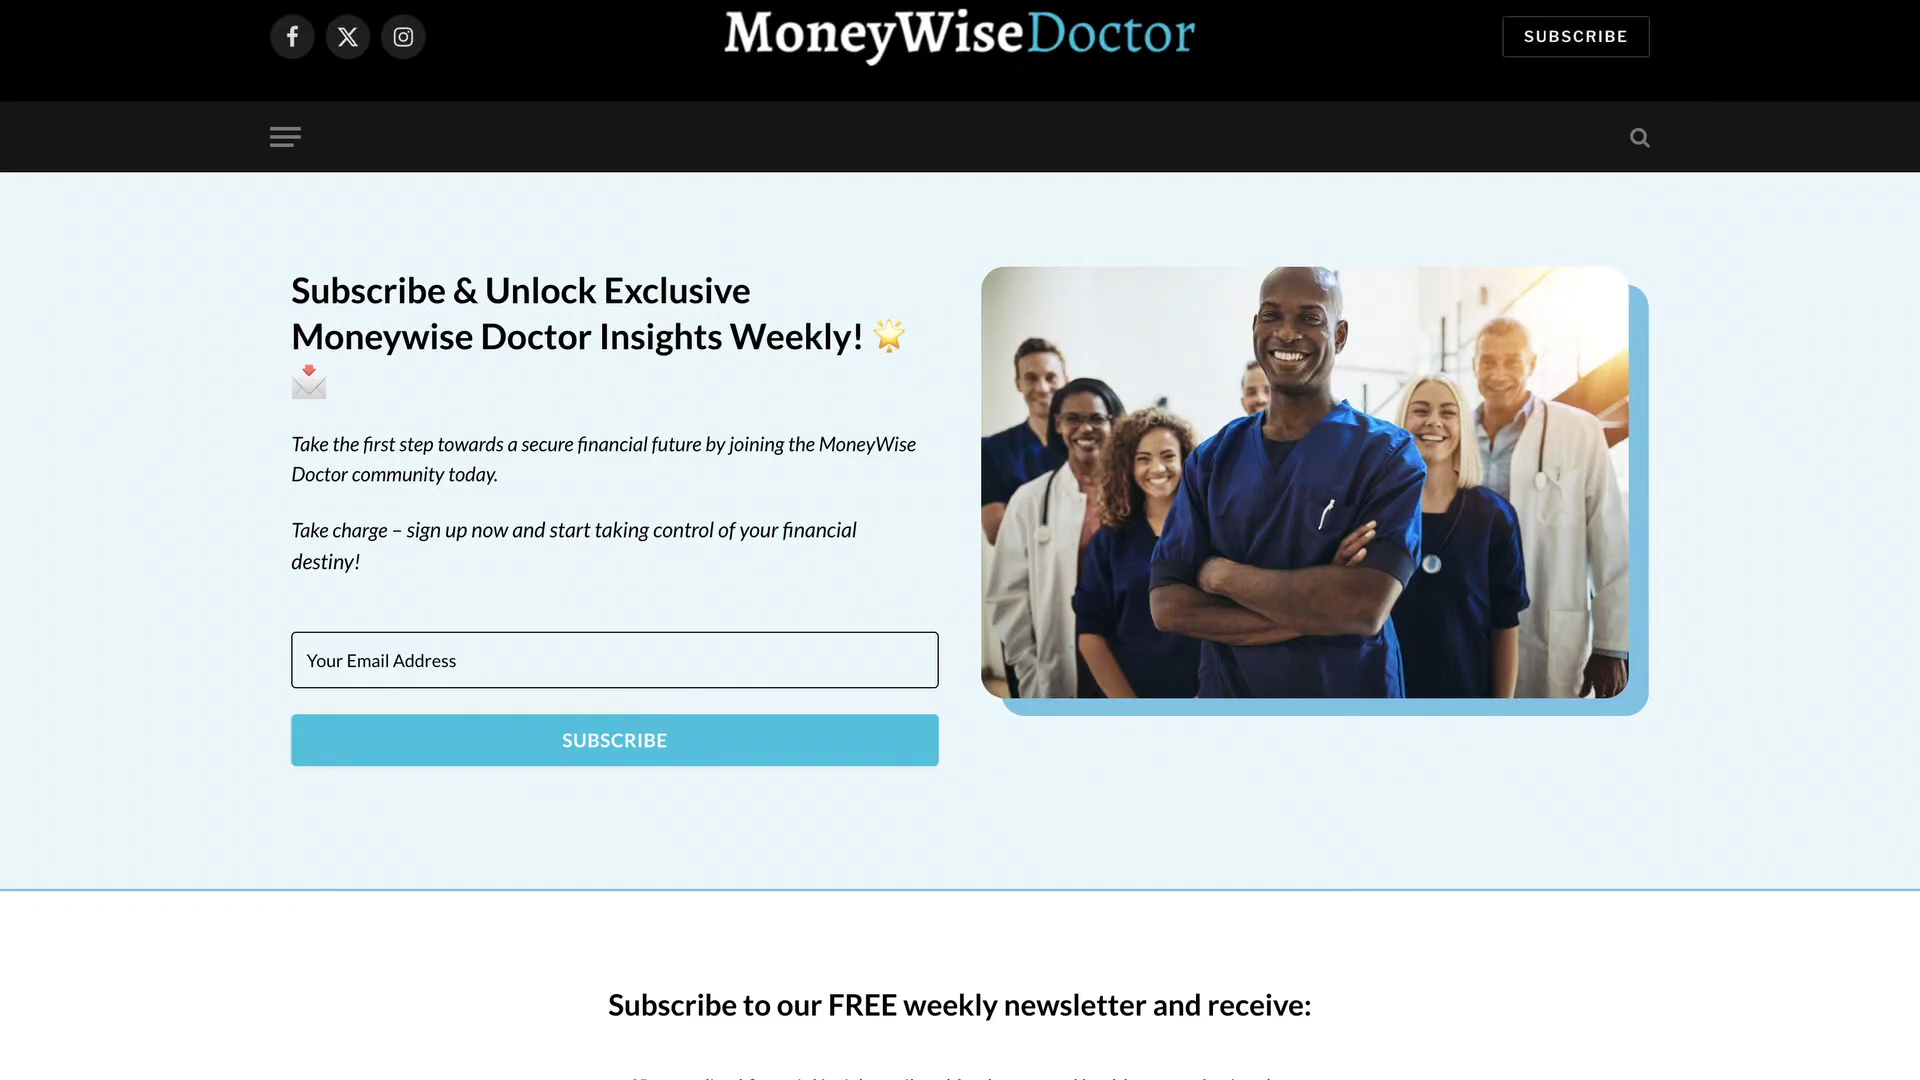 MoneyWiseDoctor
SUBSCRIBE
Subscribe & Unlock Exclusive
Moneywise Doctor Insights Weekly! 🌟
📩
Take the first step towards a secure financial future by joining the MoneyWise
Doctor community today.
Take charge – sign up now and start taking control of your financial
destiny!
Your Email Address
SUBSCRIBE
Subscribe to our FREE weekly newsletter and receive: